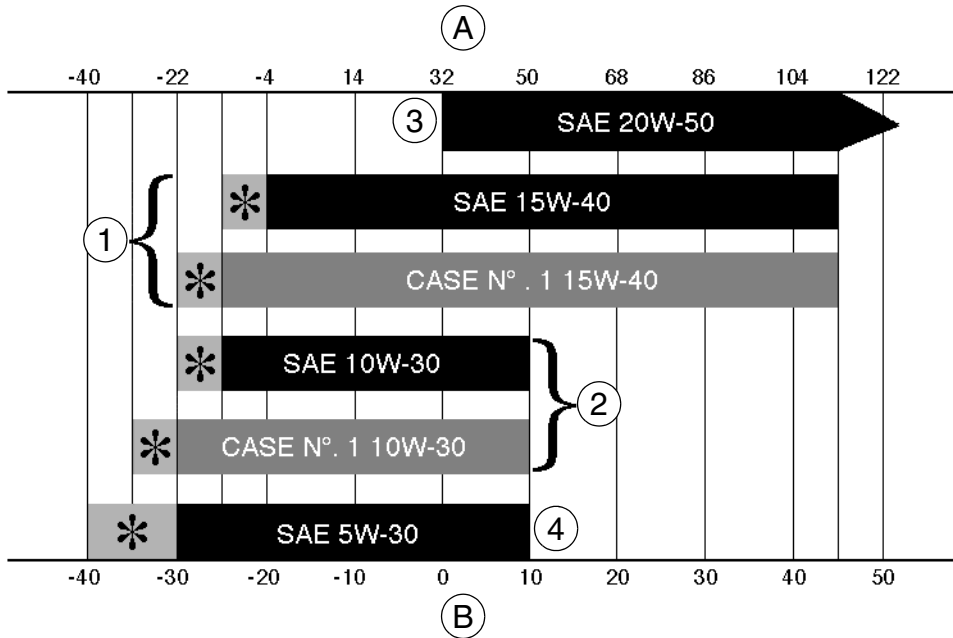 A
-40 -22 -4 14 32 50 68 86 104 122
3 SAE 20W-50
* SAE 15W-40
1
* CASE N° . 1 15W-40
* SAE 10W-30
2
* CASE N°. 1 10W-30
* SAE 5W-30 4
-40 -30 -20 -10 0 10 20 30 40 50
B